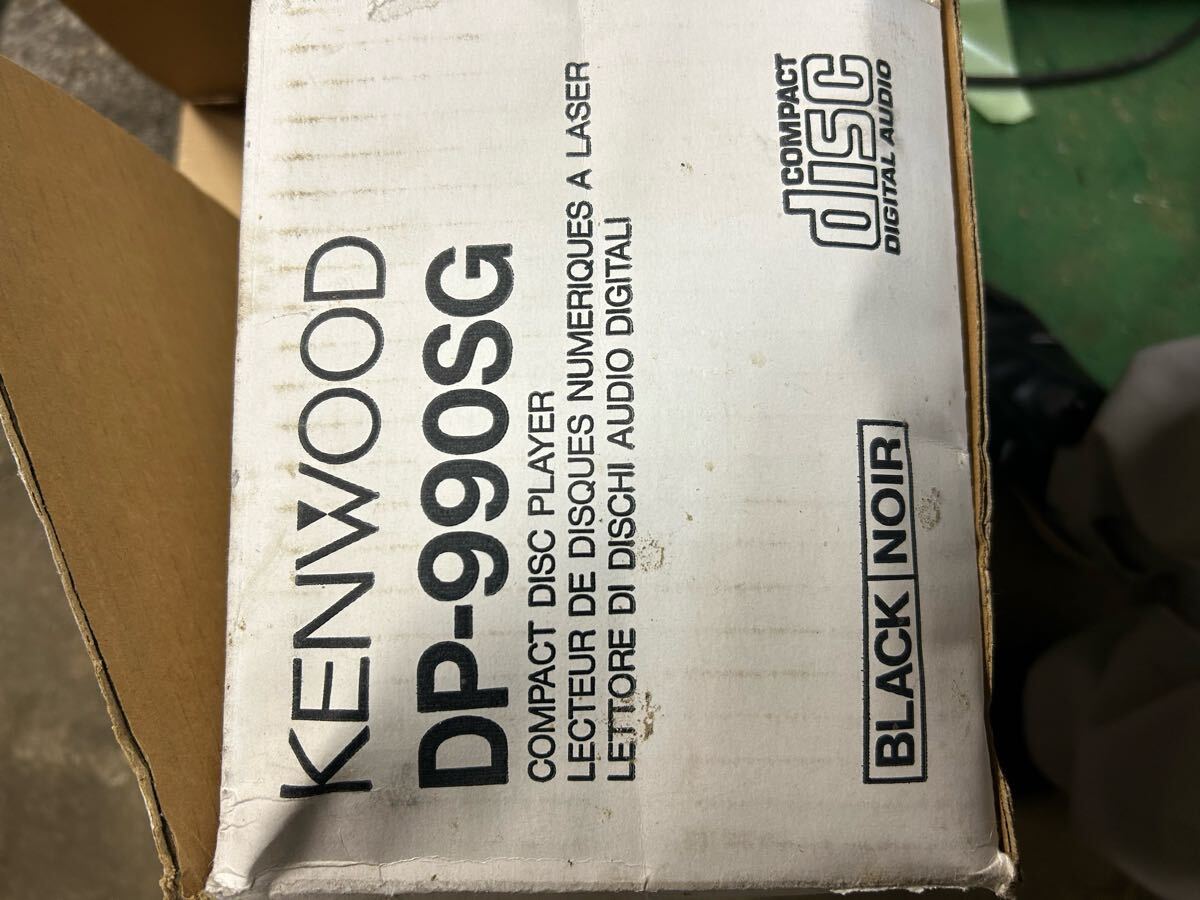 KENWOOD
DP-990SG
COMPACT DISC PLAYER
LECTEUR DE DISQUES NUMERIQUES A LASER
LETTORE DI DISCHI AUDIO DIGITALI
BLACK NOIR
COMPACT
disc
DIGITAL AUDIO